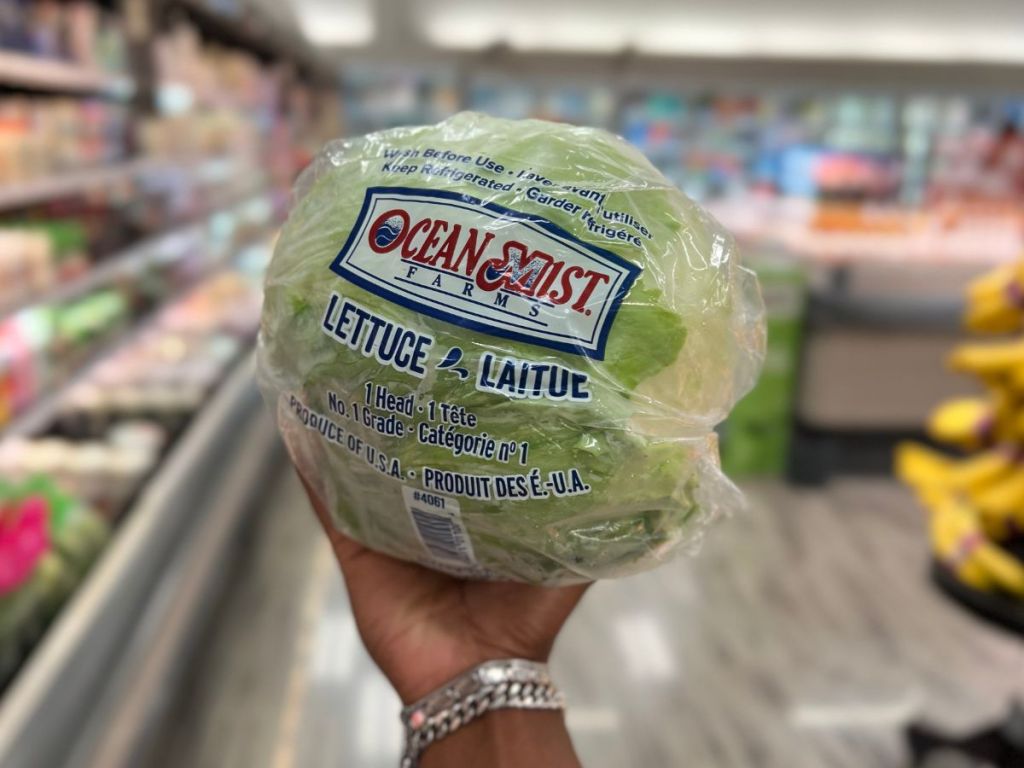 Wash Before Use · Laver avant utiliser
Keep Refrigerated · Garder réfrigéré
OCEAN MIST
FARMS
LETTUCE LAITUE
1 Head · 1 Tête
No. 1 Grade · Catégorie nº 1
PRODUCE OF U.S.A. · PRODUIT DES É.-U.A.
#4061